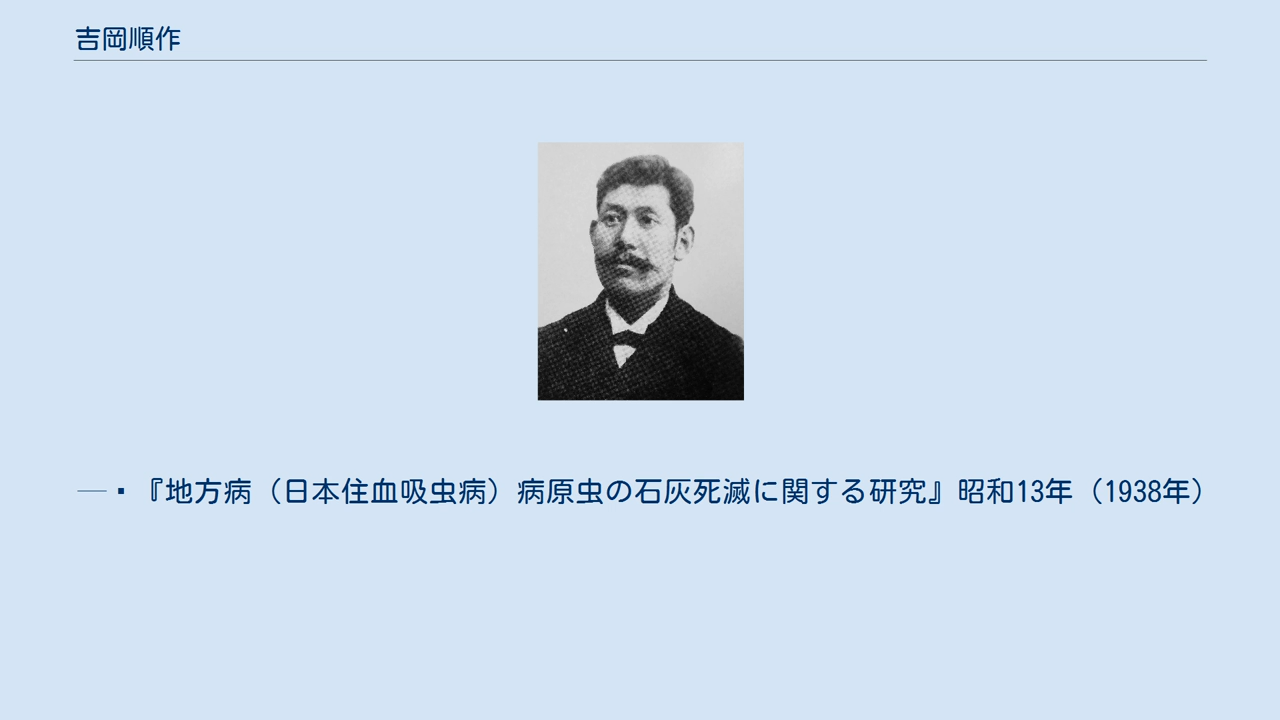 吉岡順作
―▪『地方病（日本住血吸虫病）病原虫の石灰死滅に関する研究』昭和13年（1938年）